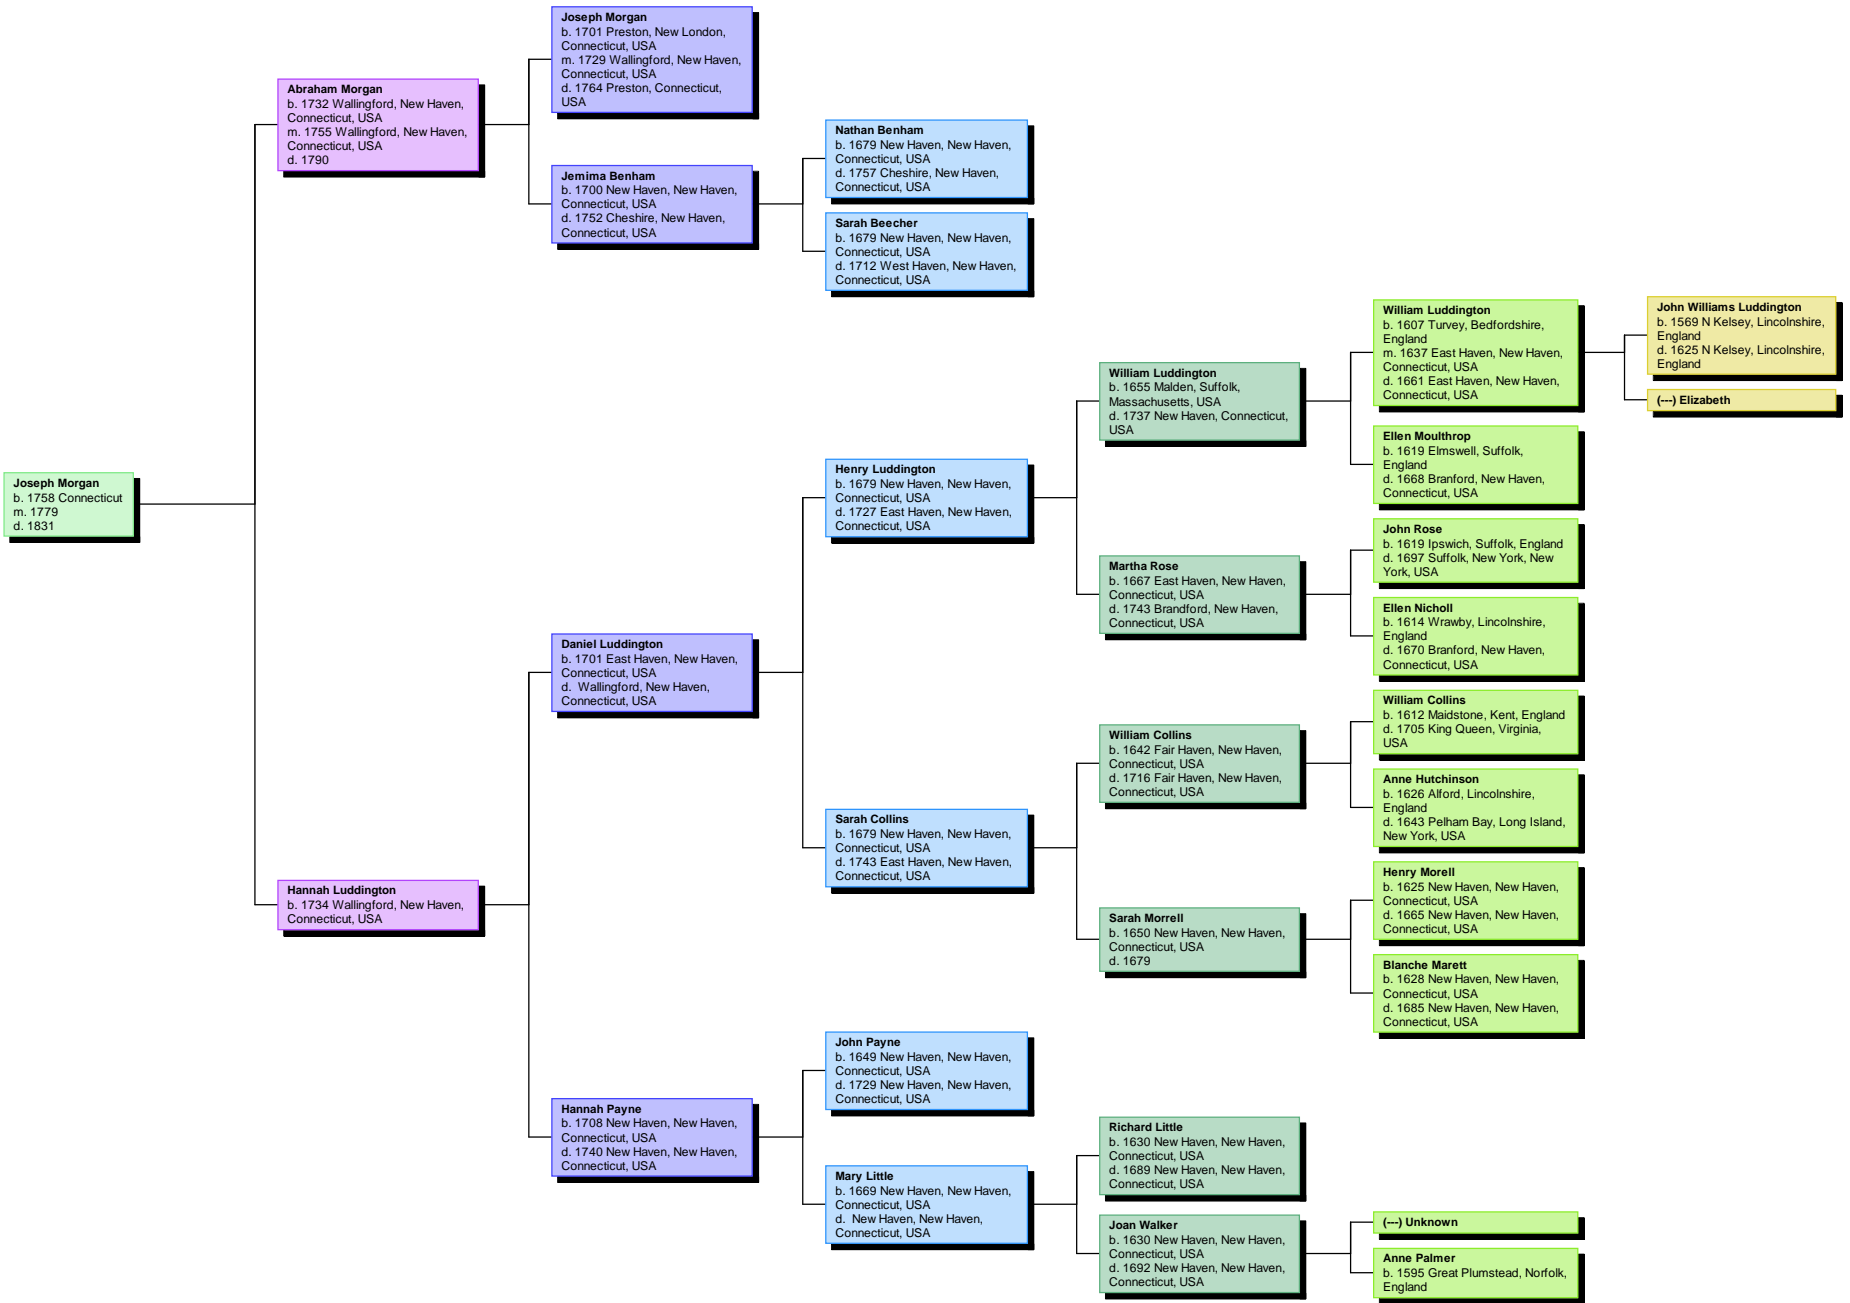 Joseph Morgan
b. 1758 Connecticut
m. 1779
d. 1831
Abraham Morgan
b. 1732 Wallingford, New Haven,
Connecticut, USA
m. 1755 Wallingford, New Haven,
Connecticut, USA
d. 1790
Hannah Luddington
b. 1734 Wallingford, New Haven,
Connecticut, USA
Joseph Morgan
b. 1701 Preston, New London,
Connecticut, USA
m. 1729 Wallingford, New Haven,
Connecticut, USA
d. 1764 Preston, Connecticut,
USA
Jemima Benham
b. 1700 New Haven, New Haven,
Connecticut, USA
d. 1752 Cheshire, New Haven,
Connecticut, USA
Daniel Luddington
b. 1701 East Haven, New Haven,
Connecticut, USA
d.  Wallingford, New Haven,
Connecticut, USA
Hannah Payne
b. 1708 New Haven, New Haven,
Connecticut, USA
d. 1740 New Haven, New Haven,
Connecticut, USA
Nathan Benham
b. 1679 New Haven, New Haven,
Connecticut, USA
d. 1757 Cheshire, New Haven,
Connecticut, USA
Sarah Beecher
b. 1679 New Haven, New Haven,
Connecticut, USA
d. 1712 West Haven, New Haven,
Connecticut, USA
Henry Luddington
b. 1679 New Haven, New Haven,
Connecticut, USA
d. 1727 East Haven, New Haven,
Connecticut, USA
Sarah Collins
b. 1679 New Haven, New Haven,
Connecticut, USA
d. 1743 East Haven, New Haven,
Connecticut, USA
John Payne
b. 1649 New Haven, New Haven,
Connecticut, USA
d. 1729 New Haven, New Haven,
Connecticut, USA
Mary Little
b. 1669 New Haven, New Haven,
Connecticut, USA
d.  New Haven, New Haven,
Connecticut, USA
William Luddington
b. 1655 Malden, Suffolk,
Massachusetts, USA
d. 1737 New Haven, Connecticut,
USA
Martha Rose
b. 1667 East Haven, New Haven,
Connecticut, USA
d. 1743 Brandford, New Haven,
Connecticut, USA
William Collins
b. 1642 Fair Haven, New Haven,
Connecticut, USA
d. 1716 Fair Haven, New Haven,
Connecticut, USA
Sarah Morrell
b. 1650 New Haven, New Haven,
Connecticut, USA
d. 1679
Richard Little
b. 1630 New Haven, New Haven,
Connecticut, USA
d. 1689 New Haven, New Haven,
Connecticut, USA
Joan Walker
b. 1630 New Haven, New Haven,
Connecticut, USA
d. 1692 New Haven, New Haven,
Connecticut, USA
William Luddington
b. 1607 Turvey, Bedfordshire,
England
m. 1637 East Haven, New Haven,
Connecticut, USA
d. 1661 East Haven, New Haven,
Connecticut, USA
Ellen Moulthrop
b. 1619 Elmswell, Suffolk,
England
d. 1668 Branford, New Haven,
Connecticut, USA
John Rose
b. 1619 Ipswich, Suffolk, England
d. 1697 Suffolk, New York, New
York, USA
Ellen Nicholl
b. 1614 Wrawby, Lincolnshire,
England
d. 1670 Branford, New Haven,
Connecticut, USA
William Collins
b. 1612 Maidstone, Kent, England
d. 1705 King Queen, Virginia,
USA
Anne Hutchinson
b. 1626 Alford, Lincolnshire,
England
d. 1643 Pelham Bay, Long Island,
New York, USA
Henry Morell
b. 1625 New Haven, New Haven,
Connecticut, USA
d. 1665 New Haven, New Haven,
Connecticut, USA
Blanche Marett
b. 1628 New Haven, New Haven,
Connecticut, USA
d. 1685 New Haven, New Haven,
Connecticut, USA
(---) Unknown
Anne Palmer
b. 1595 Great Plumstead, Norfolk,
England
John Williams Luddington
b. 1569 N Kelsey, Lincolnshire,
England
d. 1625 N Kelsey, Lincolnshire,
England
(---) Elizabeth